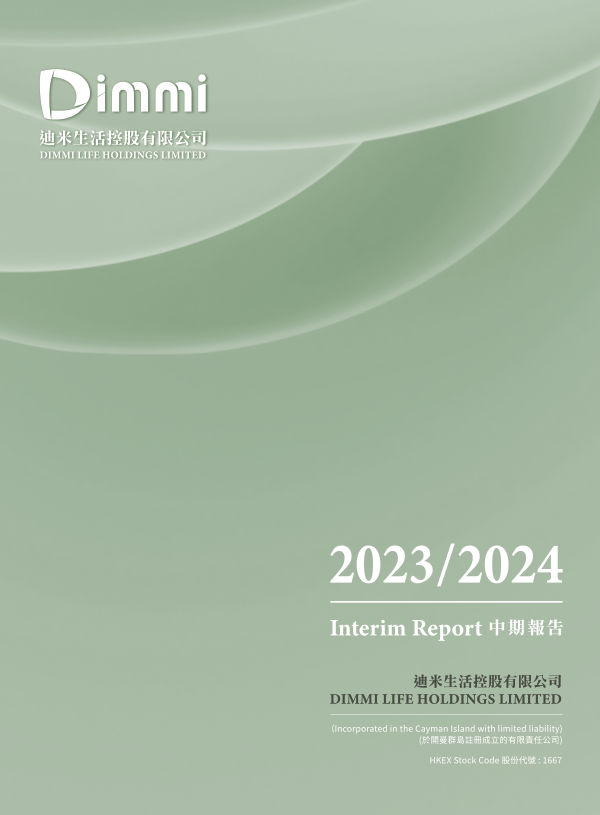 Dimmi
迪米生活控股有限公司
DIMMI LIFE HOLDINGS LIMITED
2023/2024
Interim Report 中期報告
迪米生活控股有限公司
DIMMI LIFE HOLDINGS LIMITED
(Incorporated in the Cayman Island with limited liability)
(於開曼群島註冊成立的有限責任公司)
HKEX Stock Code 股份代號 : 1667